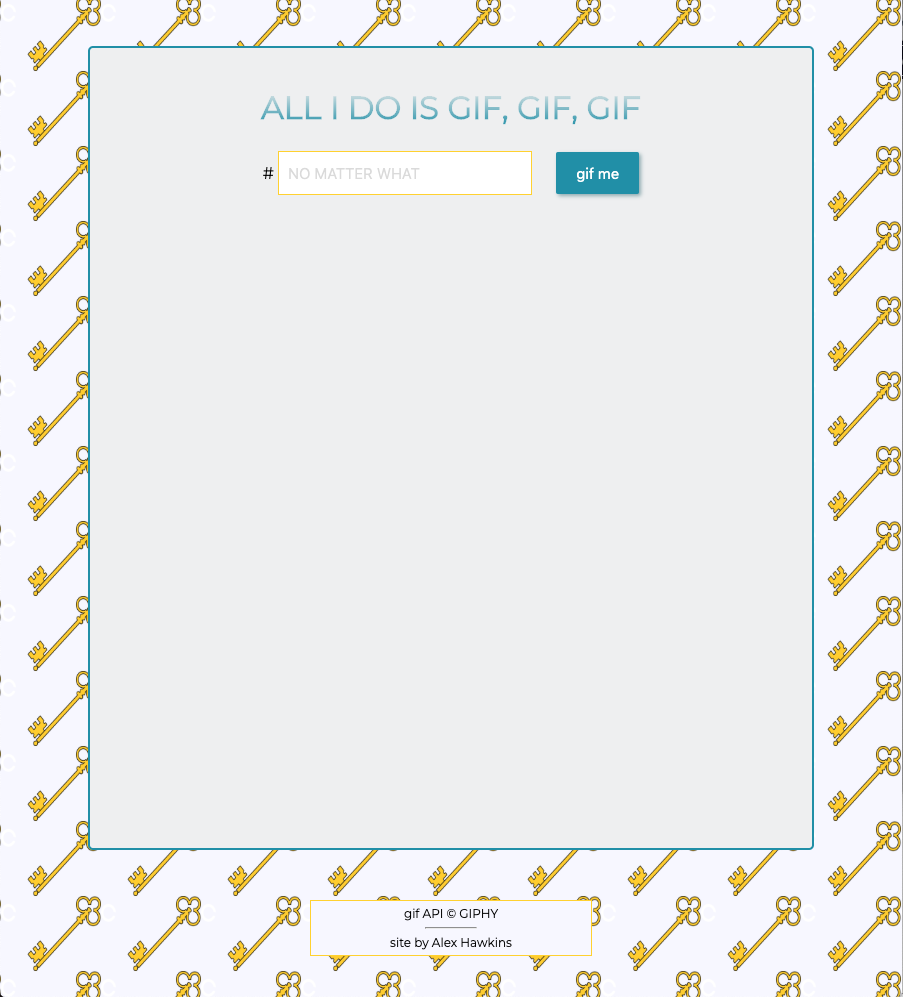 ALL I DO IS GIF, GIF, GIF
# NO MATTER WHAT gif me
gif API © GIPHY
site by Alex Hawkins